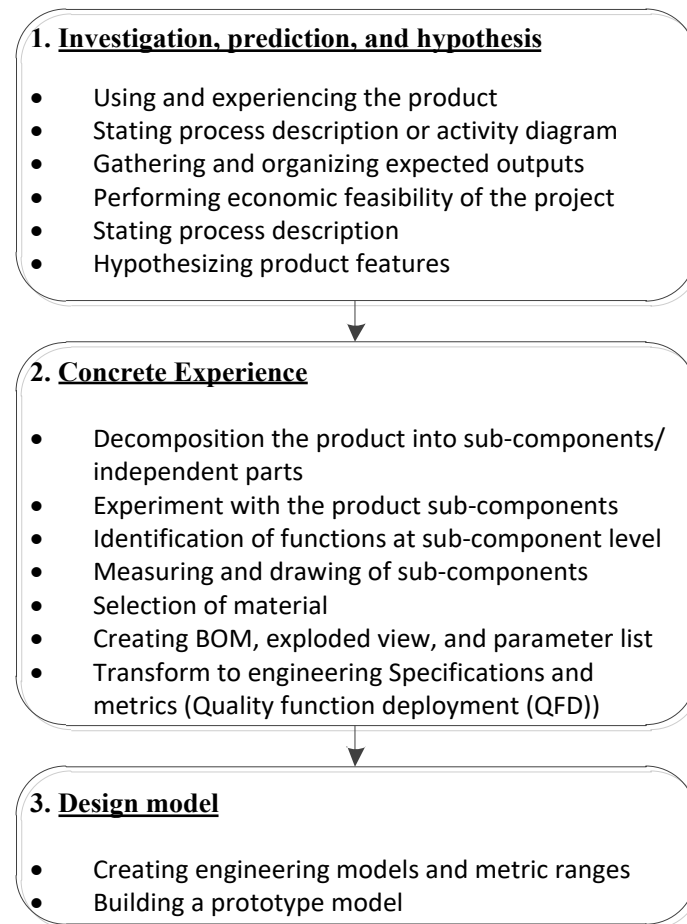 1. Investigation, prediction, and hypothesis
• Using and experiencing the product
• Stating process description or activity diagram
• Gathering and organizing expected outputs
• Performing economic feasibility of the project
• Stating process description
• Hypothesizing product features
2. Concrete Experience
• Decomposition the product into sub-components/
independent parts
• Experiment with the product sub-components
• Identification of functions at sub-component level
• Measuring and drawing of sub-components
• Selection of material
• Creating BOM, exploded view, and parameter list
• Transform to engineering Specifications and
metrics (Quality function deployment (QFD))
3. Design model
• Creating engineering models and metric ranges
• Building a prototype model